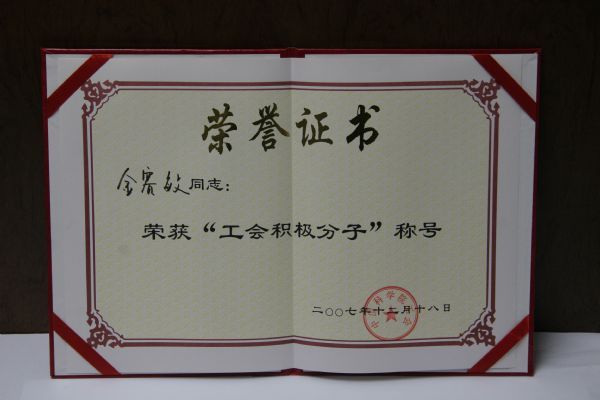 荣誉证书
金赛敏同志：
荣获“工会积极分子”称号
二〇〇七年十二月十八日